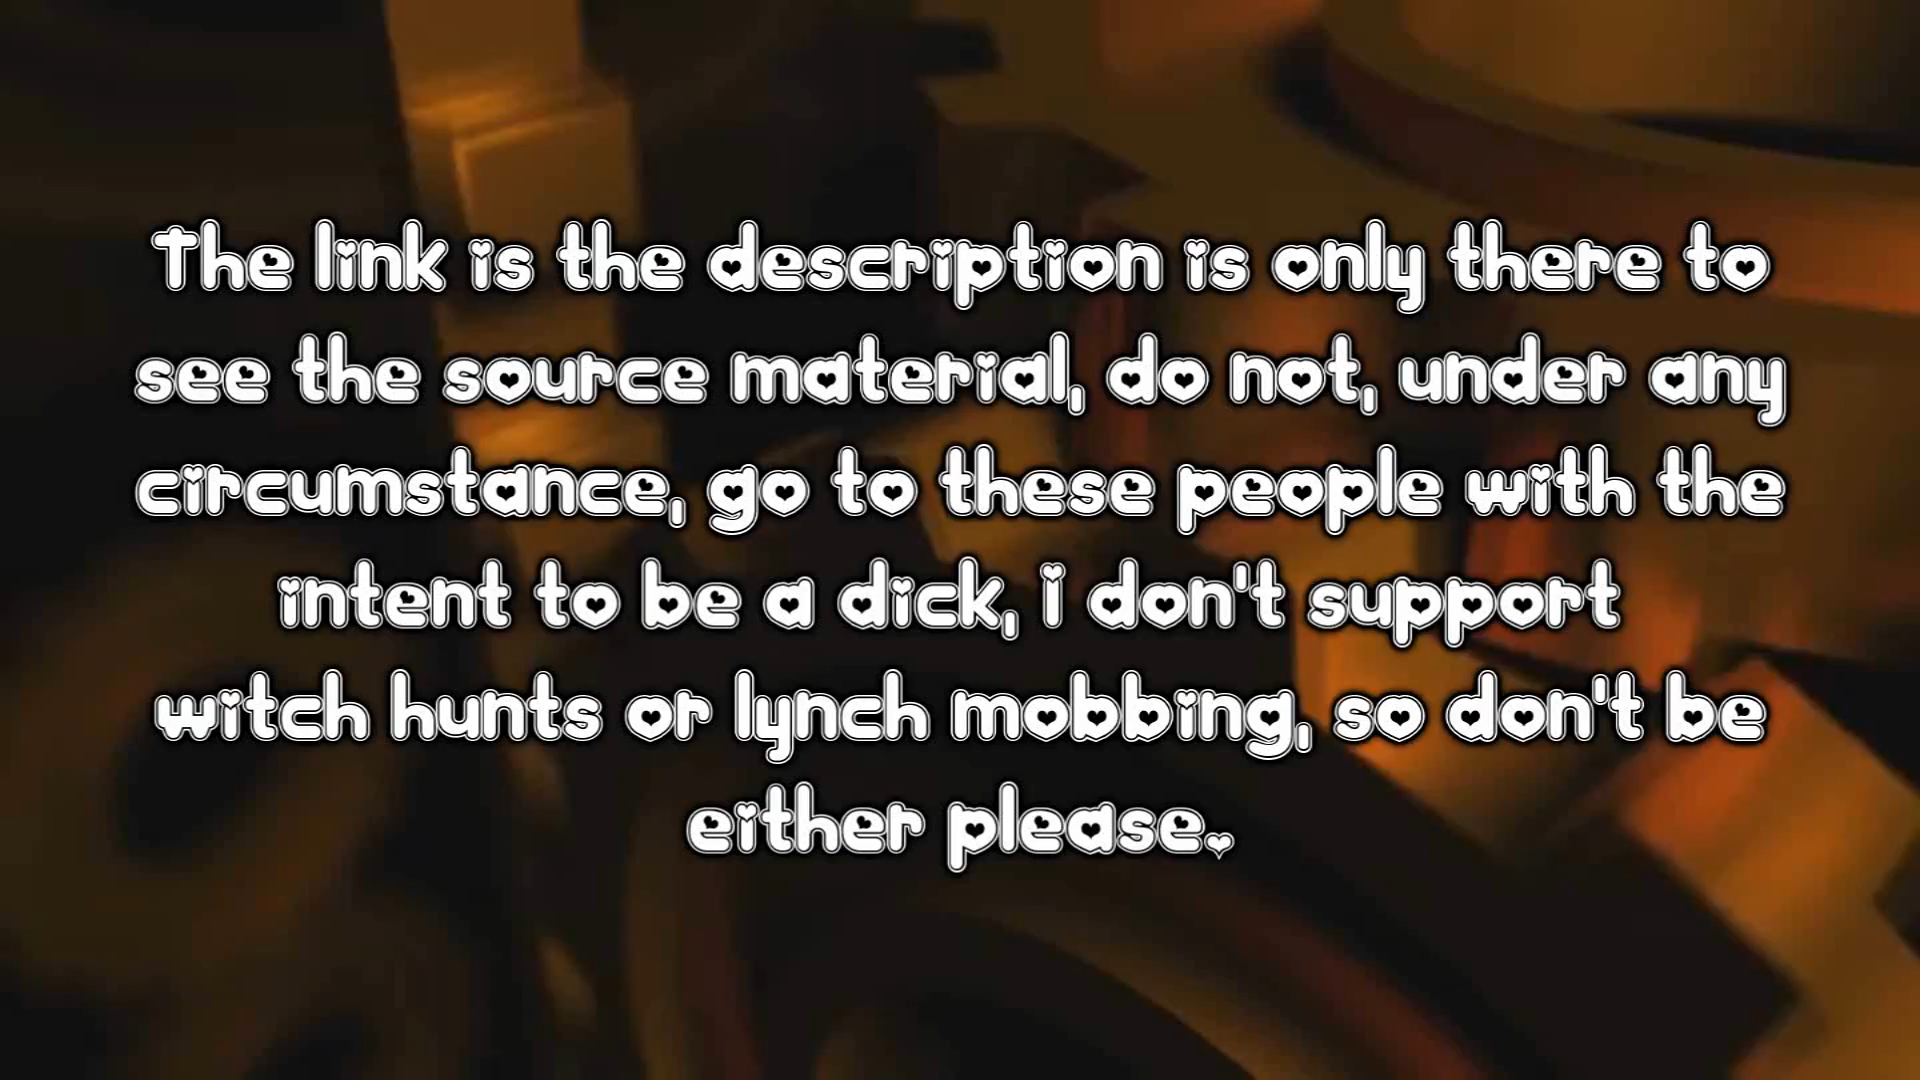 The link is the description is only there to
see the source material, do not, under any
circumstance, go to these people with the
intent to be a dick, i don't support
witch hunts or lynch mobbing, so don't be
either please.